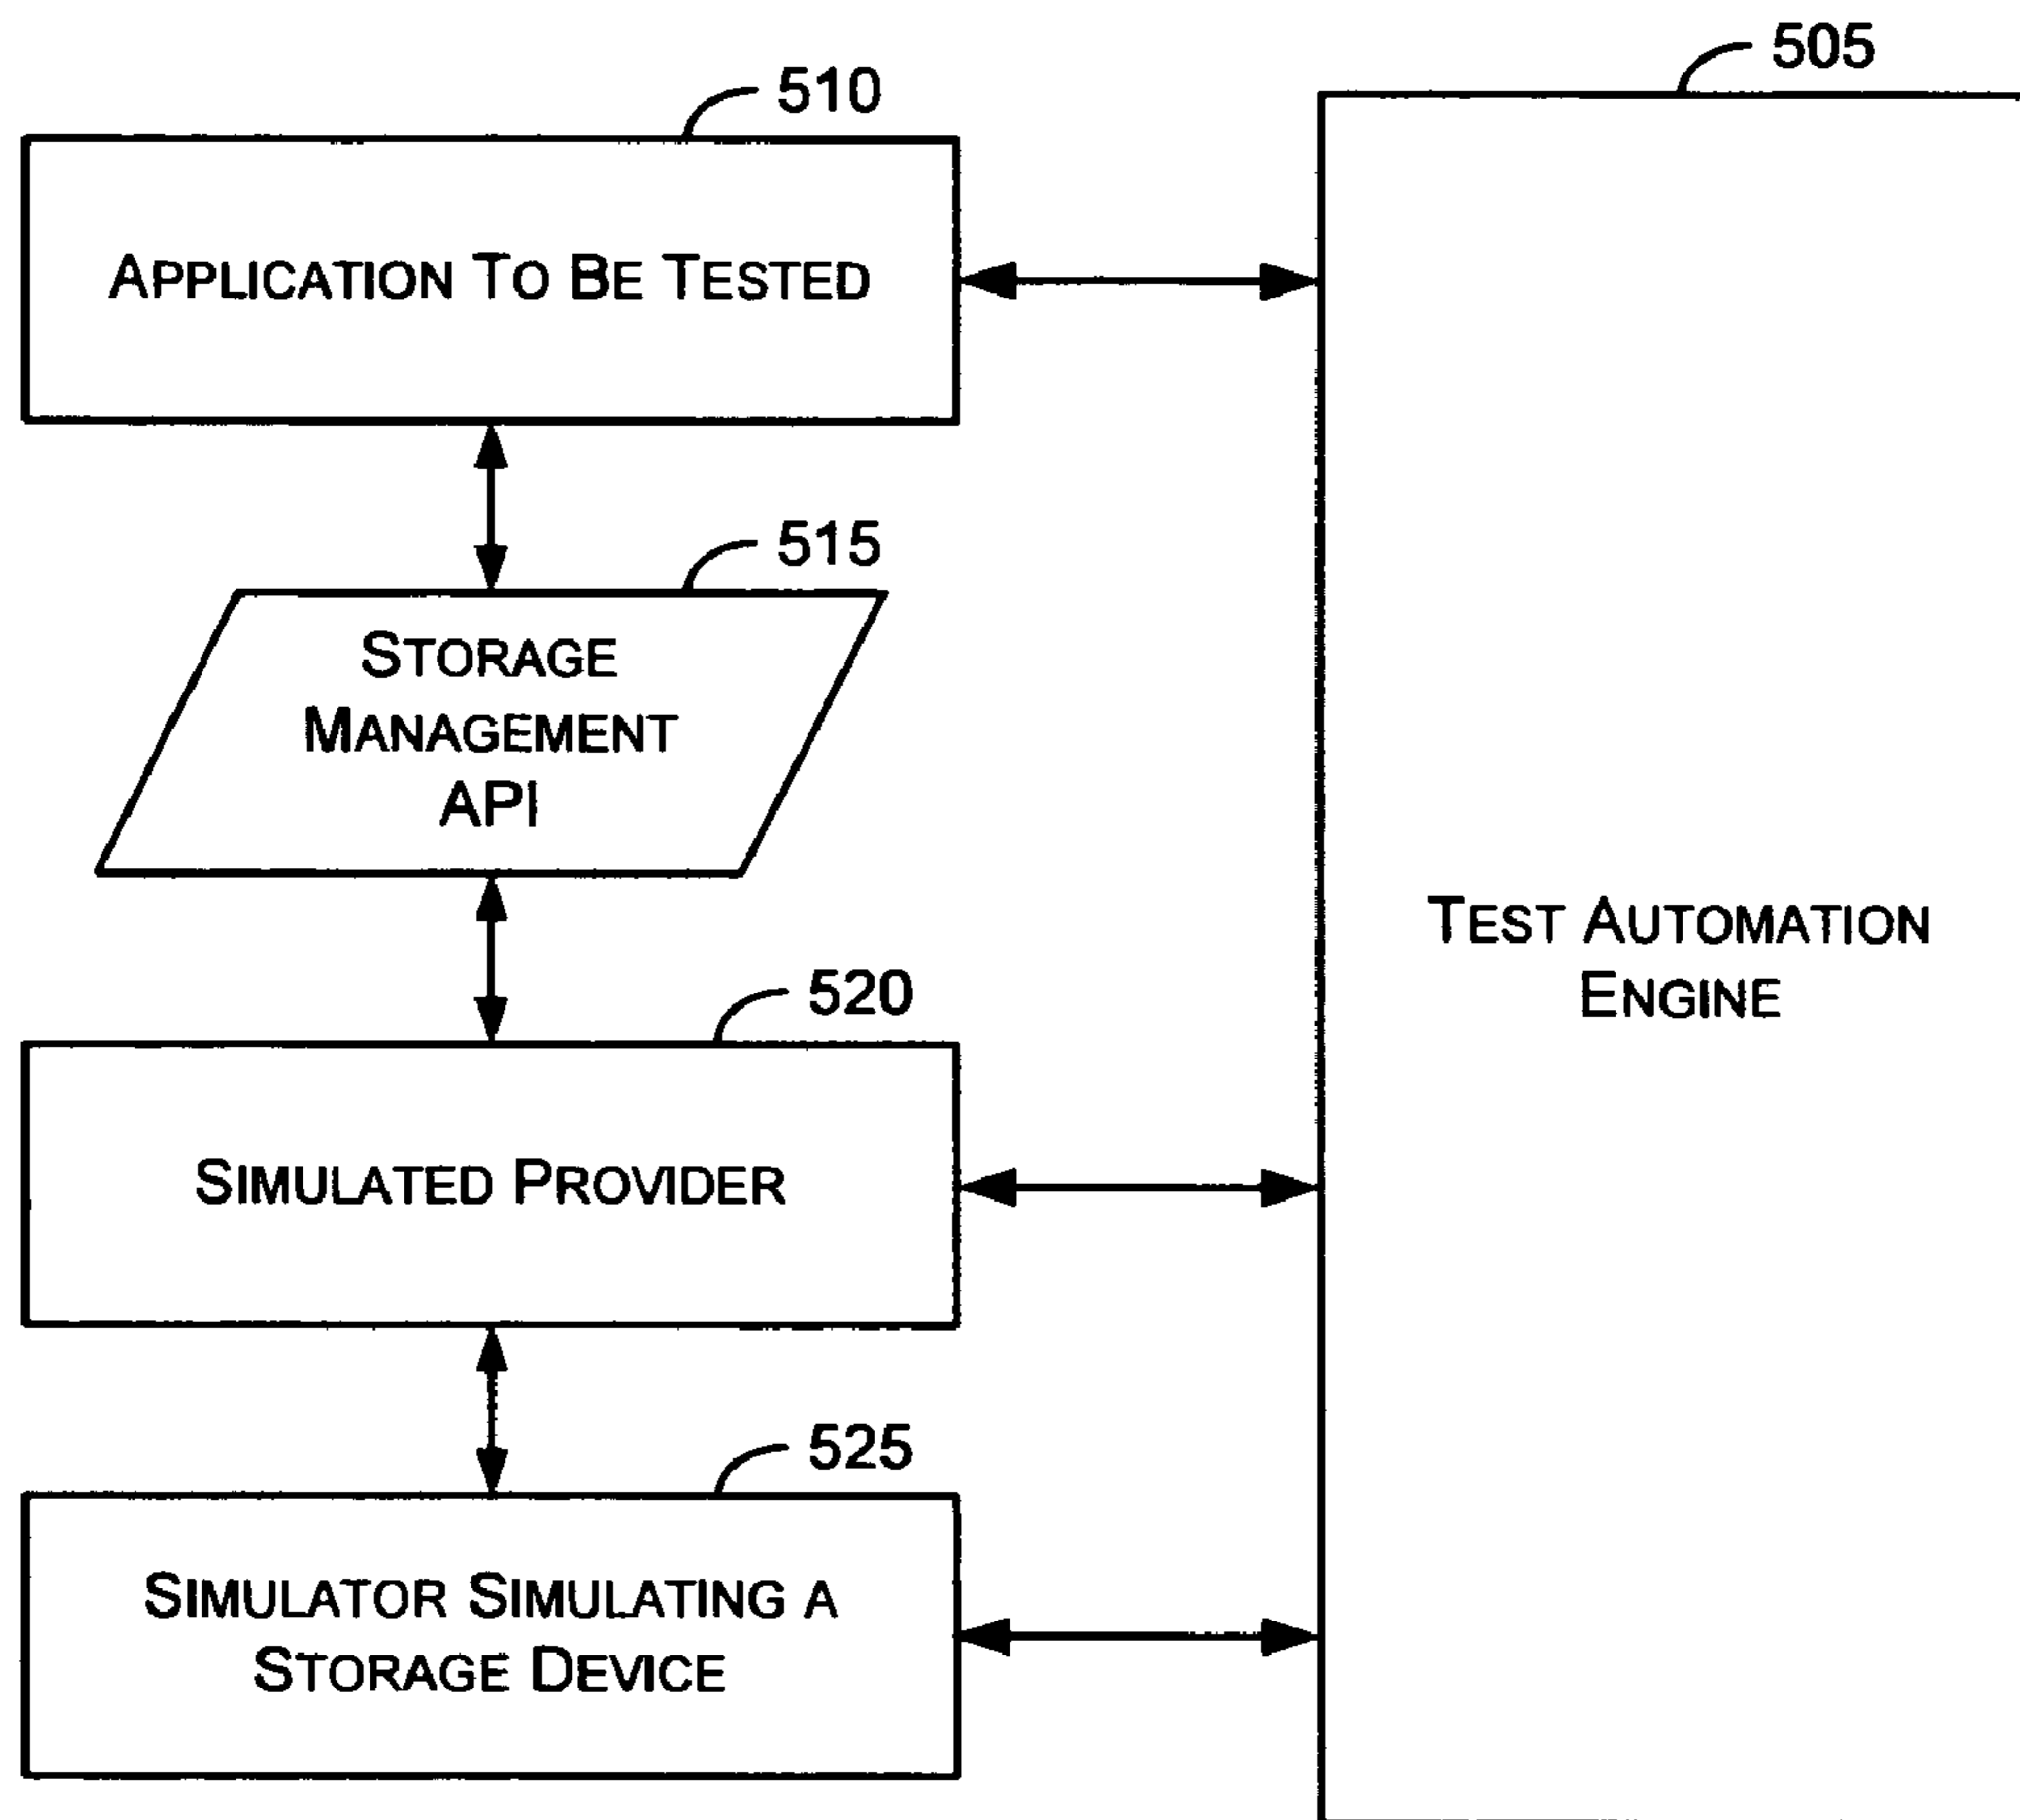 505
510
APPLICATION TO BE TESTED
515
STORAGE
MANAGEMENT
API
TEST AUTOMATION
ENGINE
520
SIMULATED PROVIDER
525
SIMULATOR SIMULATING A
STORAGE DEVICE